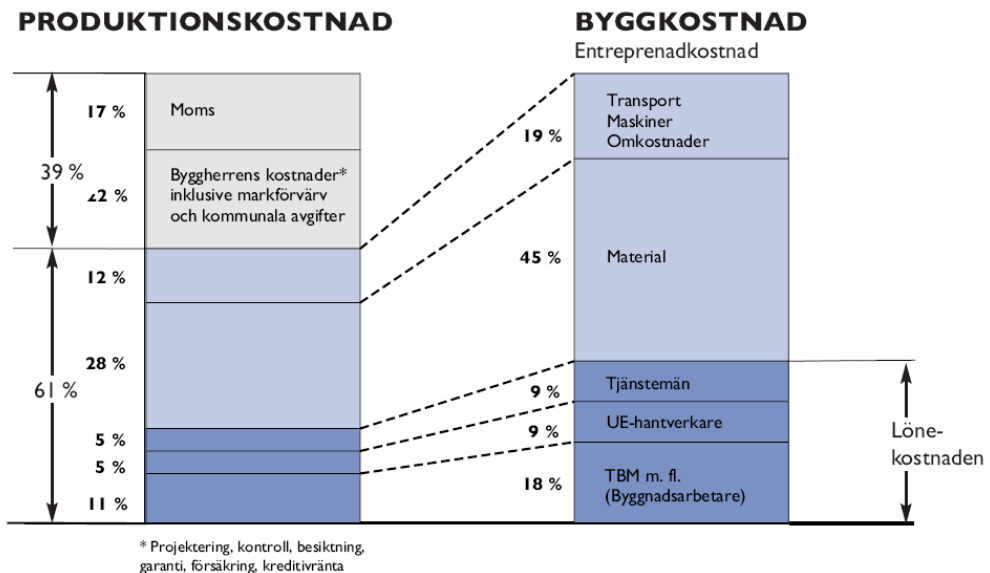 PRODUKTIONSKOSTNAD
BYGGKOSTNAD
Entreprenadkostnad
17 %
Moms
39 %
22 %
Byggherrens kostnader*
inklusive markförvärv
och kommunala avgifter
12 %
28 %
61 %
5 %
5 %
11 %
19 %
Transport
Maskiner
Omkostnader
45 %
Material
9 %
Tjänstemän
9 %
UE-hantverkare
18 %
TBM m. fl.
(Byggnadsarbetare)
Löne-
kostnaden
* Projektering, kontroll, besiktning,
garanti, försäkring, kreditivränta